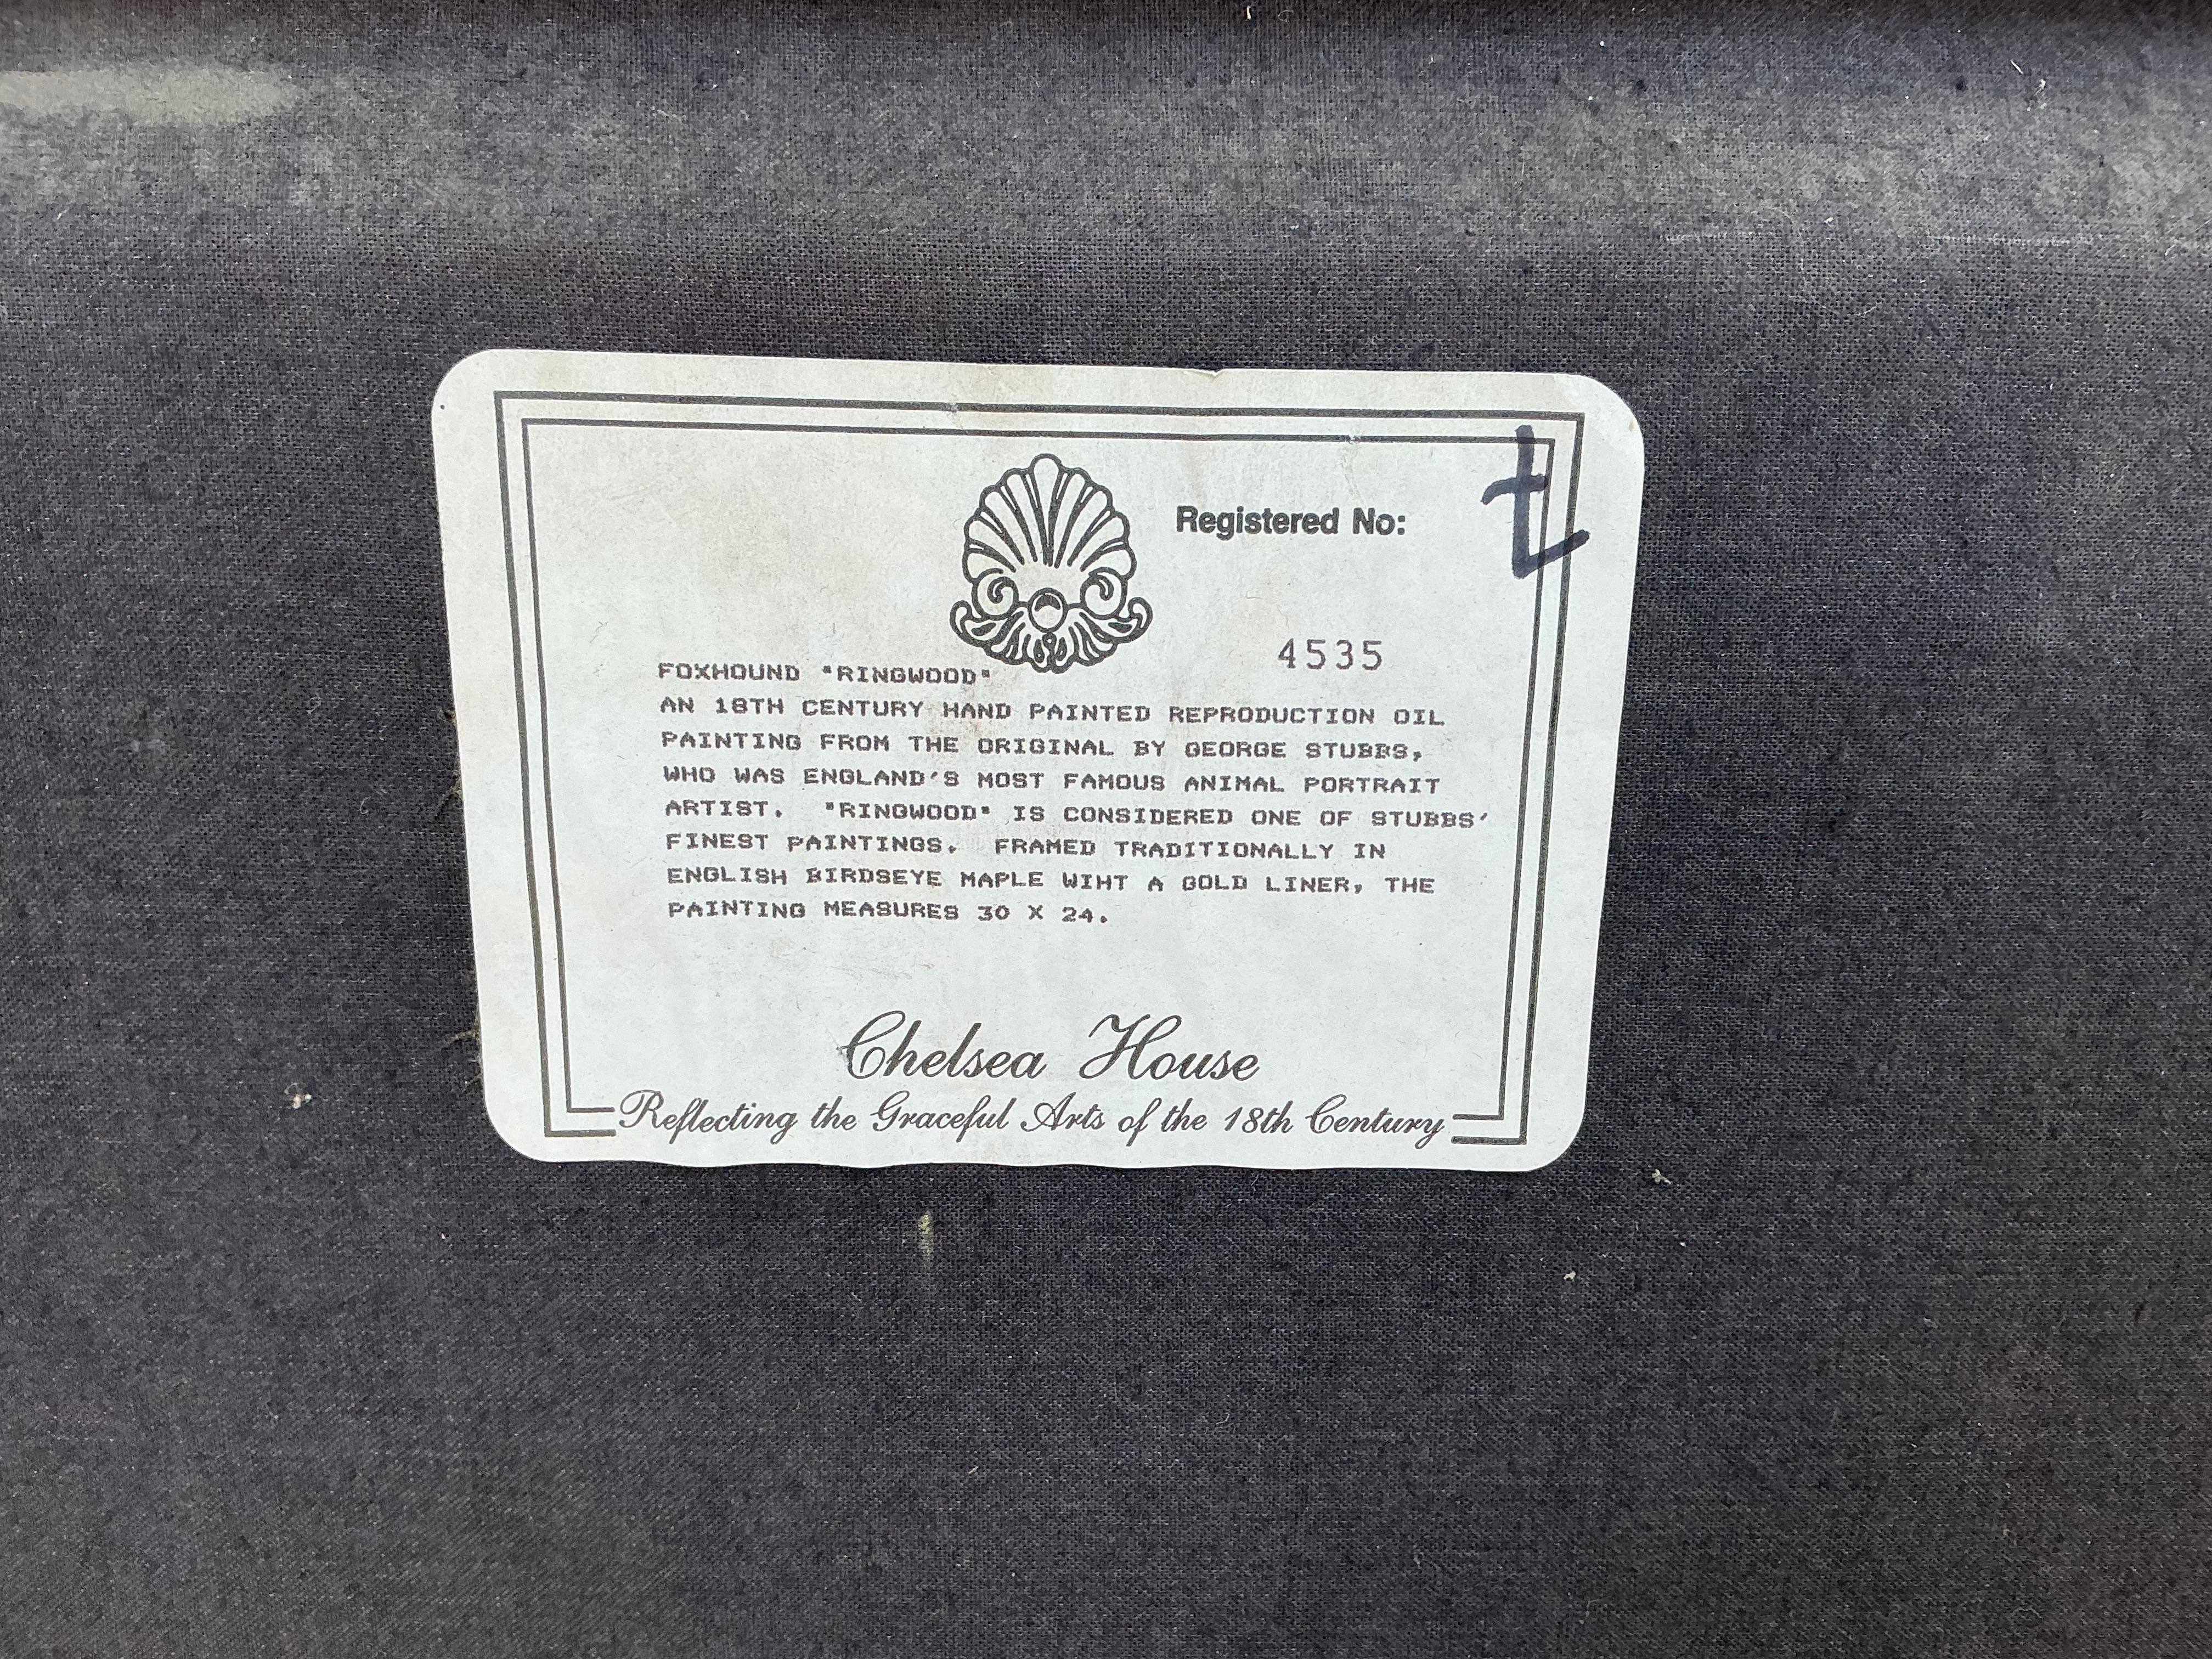 Registered No:
t
4535
FOXHOUND "RINGWOOD"
AN 18TH CENTURY HAND PAINTED REPRODUCTION OIL
PAINTING FROM THE ORIGINAL BY GEORGE STUBBS,
WHO WAS ENGLAND'S MOST FAMOUS ANIMAL PORTRAIT
ARTIST. "RINGWOOD" IS CONSIDERED ONE OF STUBBS'
FINEST PAINTINGS. FRAMED TRADITIONALLY IN
ENGLISH BIRDSEYE MAPLE WIHT A GOLD LINER, THE
PAINTING MEASURES 30 X 24.
Chelsea House
Reflecting the Graceful Arts of the 18th Century